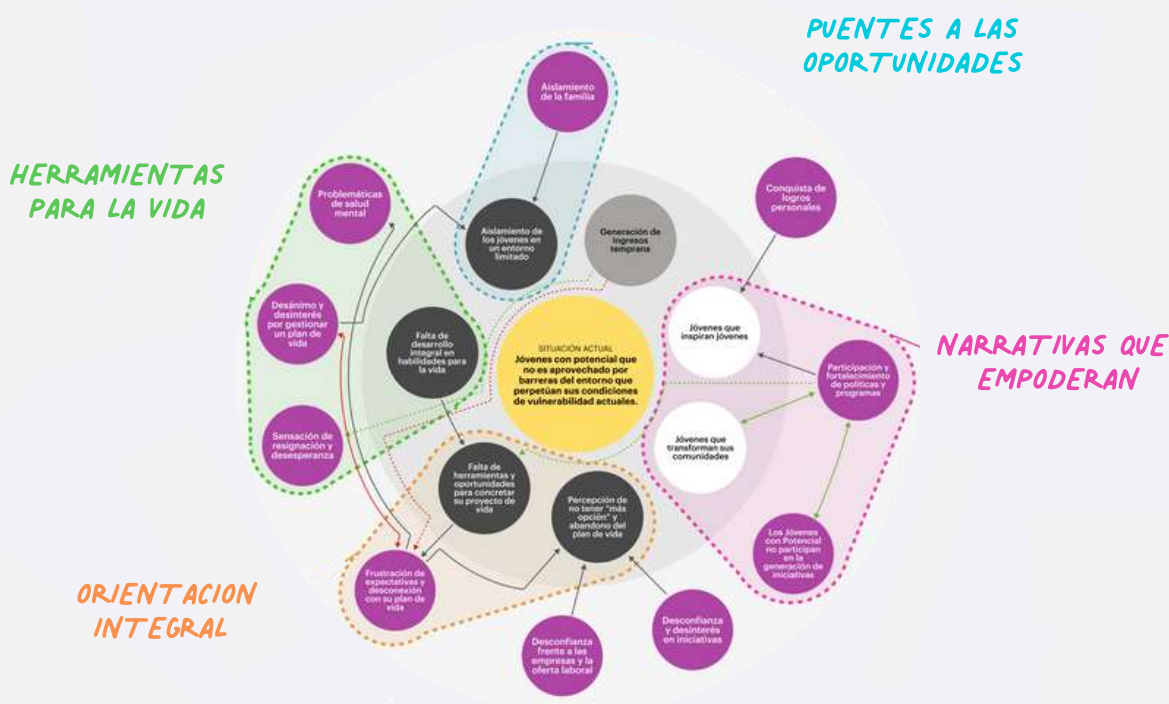 PUENTES A LAS
OPORTUNIDADES
Aislamiento
de la familia
HERRAMIENTAS
PARA LA VIDA
Problemáticas
de salud
mental
Conquista de
logros
personales
Aislamiento de
los jóvenes en
un entorno
limitado
Generación de
ingresos
temprana
Desánimo y
desinterés
por gestionar
un plan de
vida
Falta de
desarrollo
integral en
habilidades para
la vida
SITUACIÓN ACTUAL
Jóvenes con potencial que
no es aprovechado por
barreras del entorno que
perpetúan sus condiciones
de vulnerabilidad actuales.
Jóvenes que
inspiran jóvenes
NARRATIVAS QUE
EMPODERAN
Participación y
fortalecimiento
de políticas y
programas
Sensación de
resignación y
desesperanza
Jóvenes que
transforman sus
comunidades
Falta de
herramientas y
oportunidades
para concretar
su proyecto de
vida
Percepción de
no tener "más
opción" y
abandono del
plan de vida
Los Jóvenes
con Potencial
no participan
en la
generación de
iniciativas
ORIENTACION
INTEGRAL
Frustración de
expectativas y
desconexión
con su plan de
vida
Desconfianza
frente a las
empresas y la
oferta laboral
Desconfianza
y desinterés
en iniciativas